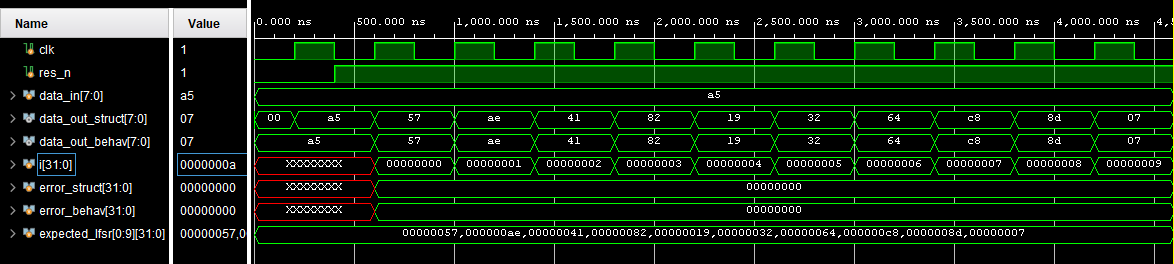 Name Value 0.000 ns 500.000 ns 1,000.000 ns 1,500.000 ns 2,000.000 ns 2,500.000 ns 3,000.000 ns 3,500.000 ns 4,000.000 ns 4,5
clk 1
res_n 1
data_in[7:0] a5 a5
data_out_struct[7:0] 07 00 a5 57 ae 41 82 19 32 64 c8 8d 07
data_out_behav[7:0] 07 a5 57 ae 41 82 19 32 64 c8 8d 07
i[31:0] 0000000a XXXXXXXX 00000000 00000001 00000002 00000003 00000004 00000005 00000006 00000007 00000008 00000009
error_struct[31:0] 00000000 XXXXXXXX 00000000
error_behav[31:0] 00000000 XXXXXXXX 00000000
expected_lfsr[0:9][31:0] 00000057,0 00000057,000000ae,00000041,00000082,00000019,00000032,00000064,000000c8,0000008d,00000007